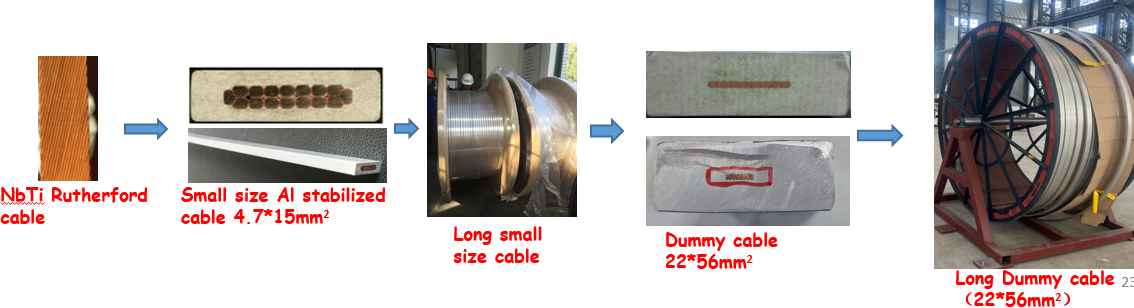 NbTi Rutherford
cable
Small size Al stabilized
cable 4.7*15mm²
Long small
size cable
Dummy cable
22*56mm²
Long Dummy cable
（22*56mm²）
23